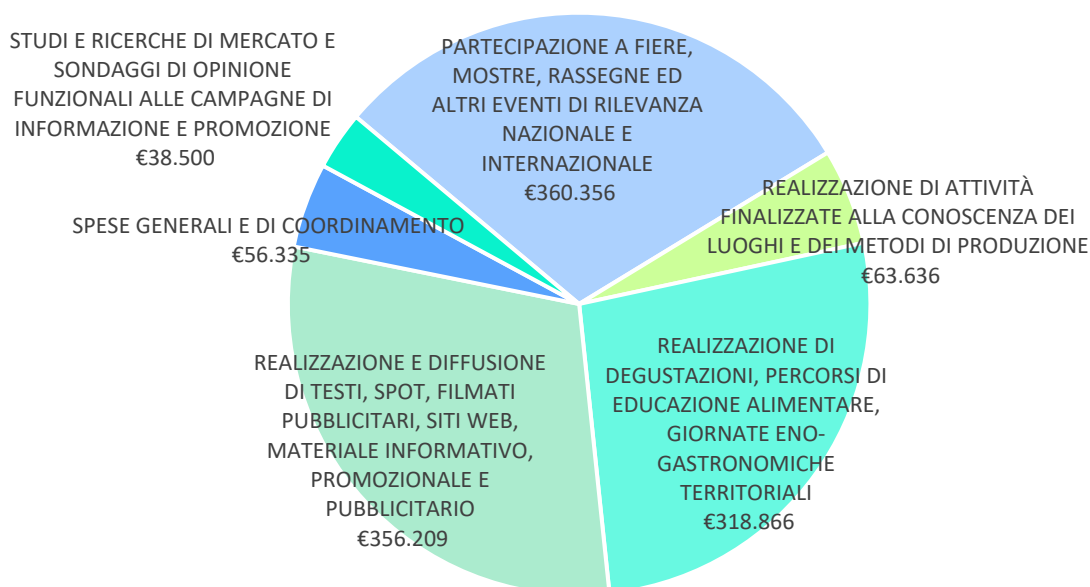 STUDI E RICERCHE DI MERCATO E
SONDAGGI DI OPINIONE
FUNZIONALI ALLE CAMPAGNE DI
INFORMAZIONE E PROMOZIONE
€38.500
PARTECIPAZIONE A FIERE,
MOSTRE, RASSEGNE ED
ALTRI EVENTI DI RILEVANZA
NAZIONALE E
INTERNAZIONALE
€360.356
REALIZZAZIONE DI ATTIVITÀ
FINALIZZATE ALLA CONOSCENZA DEI
LUOGHI E DEI METODI DI PRODUZIONE
€63.636
SPESE GENERALI E DI COORDINAMENTO
€56.335
REALIZZAZIONE E DIFFUSIONE
DI TESTI, SPOT, FILMATI
PUBBLICITARI, SITI WEB,
MATERIALE INFORMATIVO,
PROMOZIONALE E
PUBBLICITARIO
€356.209
REALIZZAZIONE DI
DEGUSTAZIONI, PERCORSI DI
EDUCAZIONE ALIMENTARE,
GIORNATE ENO-
GASTRONOMICHE
TERRITORIALI
€318.866